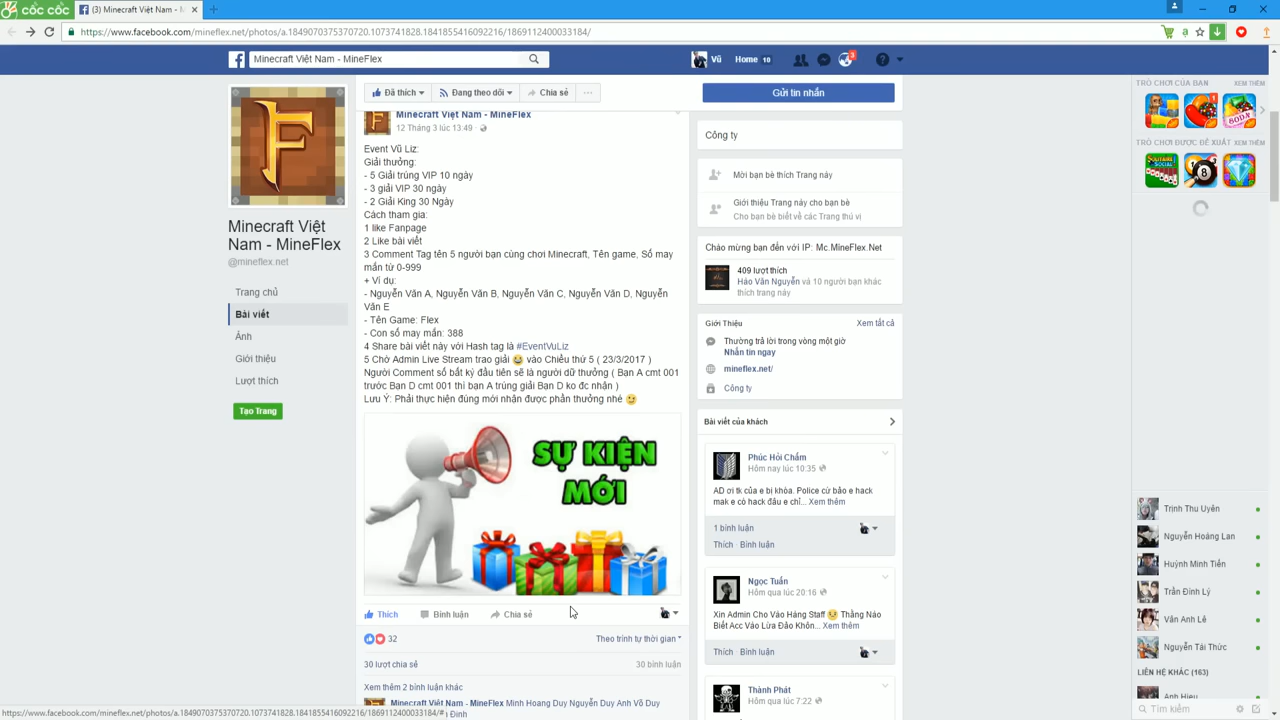 CỐC CỐC
(3) Minecraft Việt Nam - M
https://www.facebook.com/mineflex.net/photos/a.1849070375370720.1073741828.1841855416092216/1869112400033184/
Minecraft Việt Nam - MineFlex
Vũ
Home 10
3
Đã thích
Đang theo dõi
Chia sẻ
Gửi tin nhắn
Minecraft Việt Nam - MineFlex
@mineflex.net
Trang chủ
Bài viết
Ảnh
Giới thiệu
Lượt thích
Tạo Trang
Minecraft Việt Nam - MineFlex
12 Tháng 3 lúc 13:49
Event Vũ Liz:
Giải thưởng:
- 5 Giải trúng VIP 10 ngày
- 3 giải VIP 30 ngày
- 2 Giải King 30 Ngày
Cách tham gia:
1 like Fanpage
2 Like bài viết
3 Comment Tag tên 5 người bạn cùng chơi Minecraft, Tên game, Số may
mắn từ 0-999
+ Ví dụ:
- Nguyễn Văn A, Nguyễn Văn B, Nguyễn Văn C, Nguyễn Văn D, Nguyễn
Văn E
- Tên Game: Flex
- Con số may mắn: 388
4 Share bài viết này với Hash tag là #EventVuLiz
5 Chờ Admin Live Stream trao giải vào Chiều thứ 5 ( 23/3/2017 )
Người Comment số bất kỳ đầu tiên sẽ là người dữ thưởng ( Bạn A cmt 001
trước Bạn D cmt 001 thì bạn A trúng giải Bạn D ko đc nhận )
Lưu Ý: Phải thực hiện đúng mới nhận được phần thưởng nhé
SỰ KIỆN
MỚI
Thích
Bình luận
Chia sẻ
32
Theo trình tự thời gian
30 lượt chia sẻ
30 bình luận
Xem thêm 2 bình luận khác
Minecraft Việt Nam - MineFlex Minh Hoang Duy Nguyễn Duy Anh Võ Duy
Đinh
Công ty
Mời bạn bè thích Trang này
Giới thiệu Trang này cho bạn bè
Cho bạn bè biết về các Trang thú vị
Chào mừng bạn đến với IP: Mc.MineFlex.Net
409 lượt thích
Hào Văn Nguyễn và 10 người bạn khác
thích trang này
Giới Thiệu
Xem tất cả
Thường trả lời trong vòng một giờ
Nhắn tin ngay
mineflex.net/
Công ty
Bài viết của khách
Phúc Hỏi Chấm
Hôm nay lúc 10:35
AD ơi tk của e bị khóa. Police cứ bảo e hack
mak e có hack đâu e chỉ... Xem thêm
1 bình luận
Thích · Bình luận
Ngọc Tuấn
Hôm qua lúc 20:16
Xin Admin Cho Vào Hàng Staff Thằng Này
Biết Acc Vào Lừa Đảo Khôn... Xem thêm
Thích · Bình luận
Thành Phát
Hôm qua lúc 7:22
TRÒ CHƠI CỦA BẠN
XEM THÊM
TRÒ CHƠI ĐƯỢC ĐỀ XUẤT
XEM THÊM
SOLITAIRE
SOCIAL
8
Trịnh Thu Uyên
Nguyễn Hoàng Lan
Huỳnh Minh Tiến
Trần Đình Lý
Vân Anh Lê
Nguyễn Tài Thức
LIÊN HỆ KHÁC (163)
Anh Hieu
Tìm kiếm
https://www.facebook.com/mineflex.net/photos/a.1849070375370720.1073741828.1841855416092216/1869112400033184/#